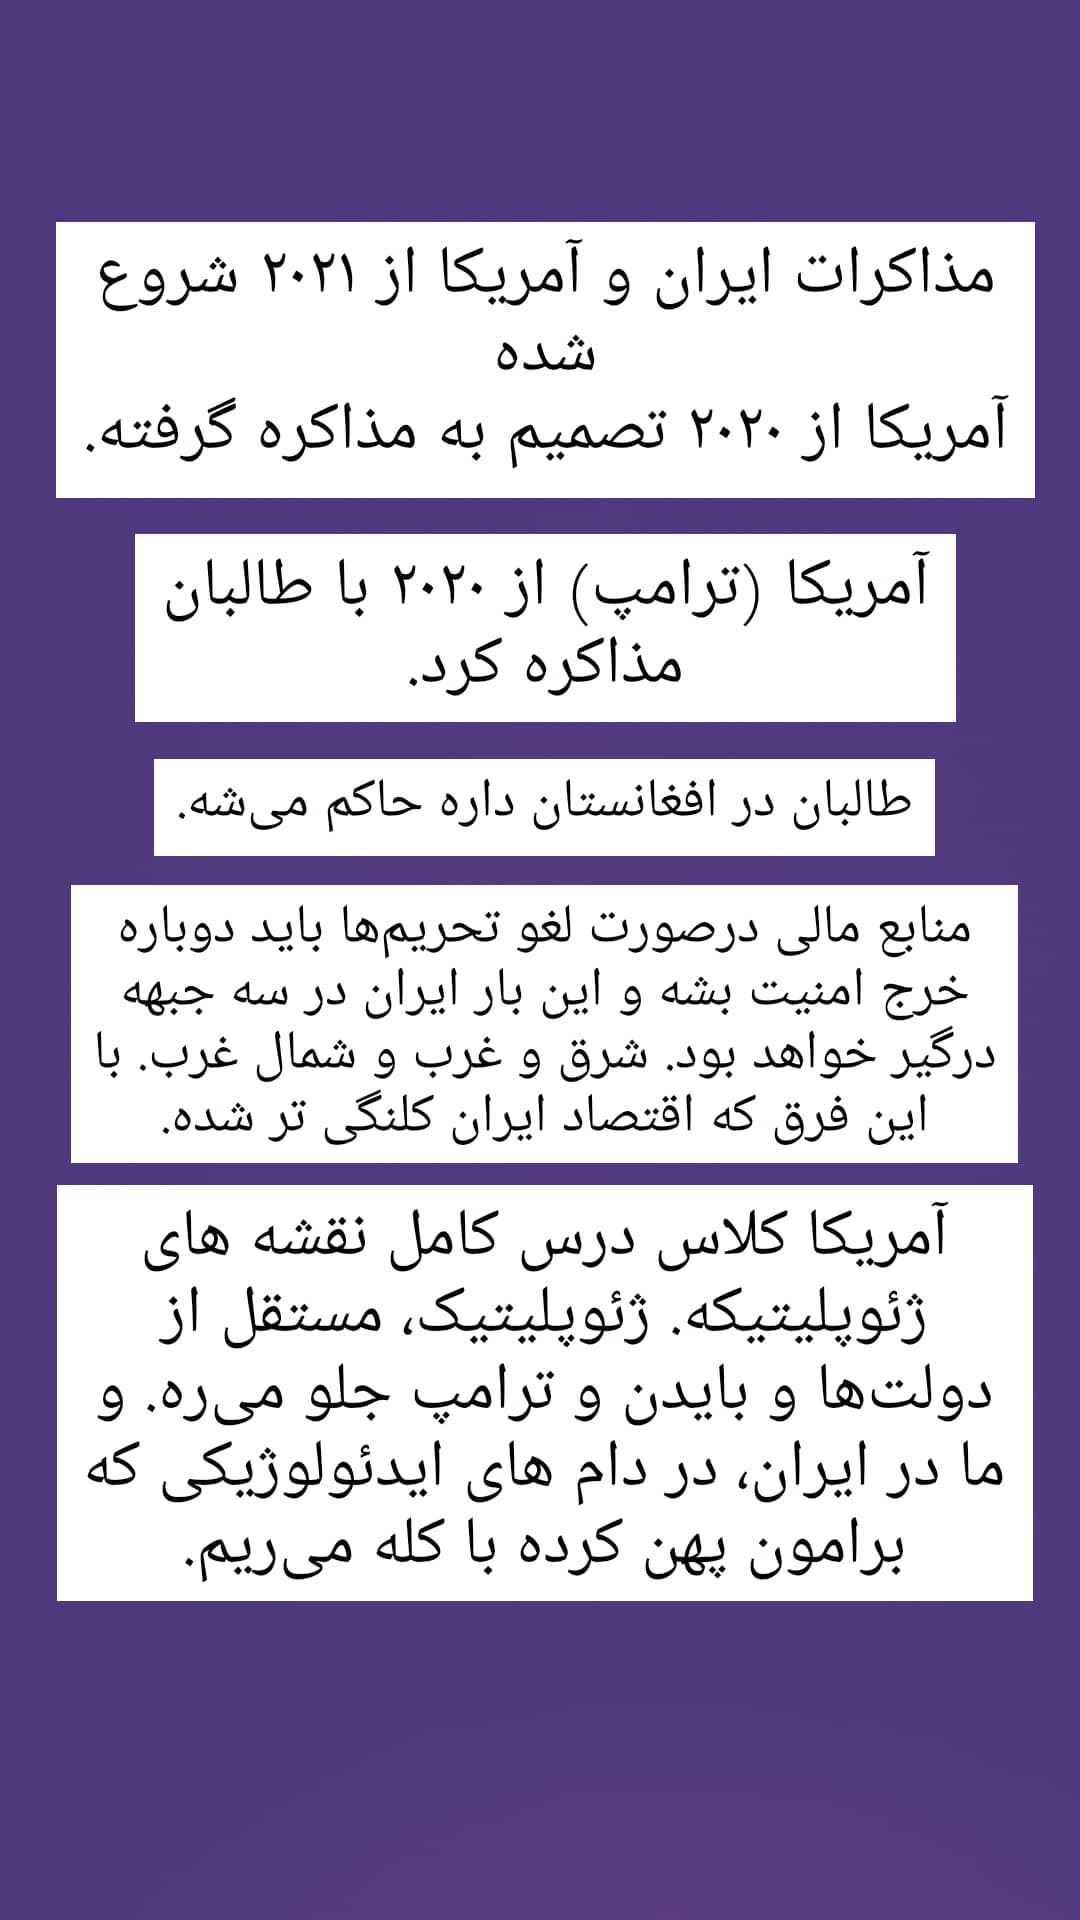 مذاکرات ایران و آمریکا از ۲۰۲۱ شروع
شده
آمریکا از ۲۰۲۰ تصمیم به مذاکره گرفته.
آمریکا (ترامپ) از ۲۰۲۰ با طالبان
مذاکره کرد.
طالبان در افغانستان داره حاکم می‌شه.
منابع مالی درصورت لغو تحریم‌ها باید دوباره
خرج امنیت بشه و این بار ایران در سه جبهه
درگیر خواهد بود. شرق و غرب و شمال غرب. با
این فرق که اقتصاد ایران کلنگی تر شده.
آمریکا کلاس درس کامل نقشه های
ژئوپلیتیکه. ژئوپلیتیک، مستقل از
دولت‌ها و بایدن و ترامپ جلو می‌ره. و
ما در ایران، در دام های ایدئولوژیکی که
برامون پهن کرده با کله می‌ریم.